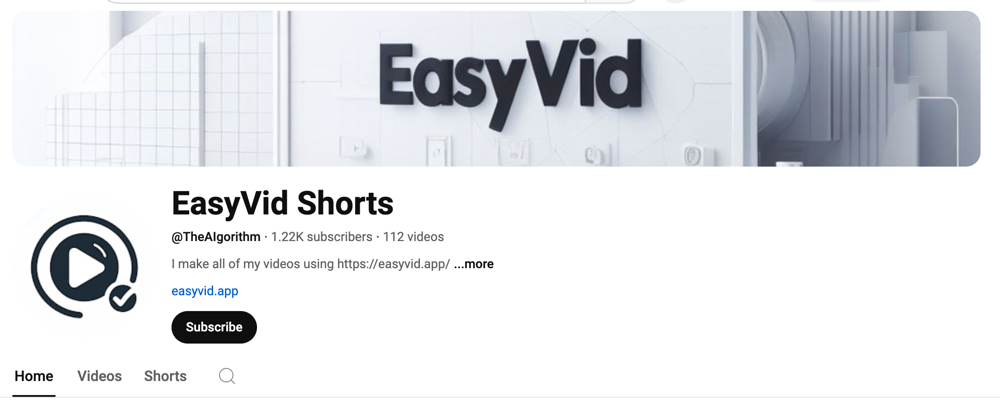 EasyVid
EasyVid Shorts
@TheAIgorithm · 1.22K subscribers · 112 videos
I make all of my videos using https://easyvid.app/ ...more
easyvid.app
Subscribe
Home Videos Shorts